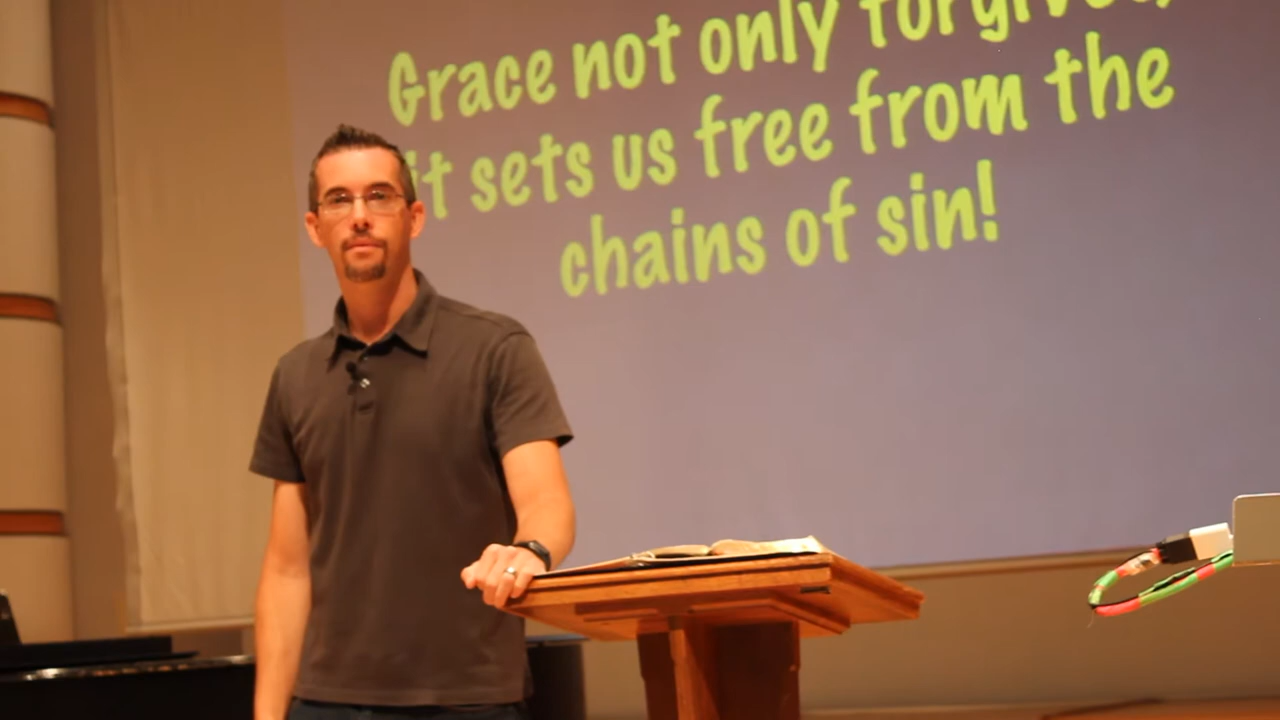 Grace not only forgives,
it sets us free from the
chains of sin!